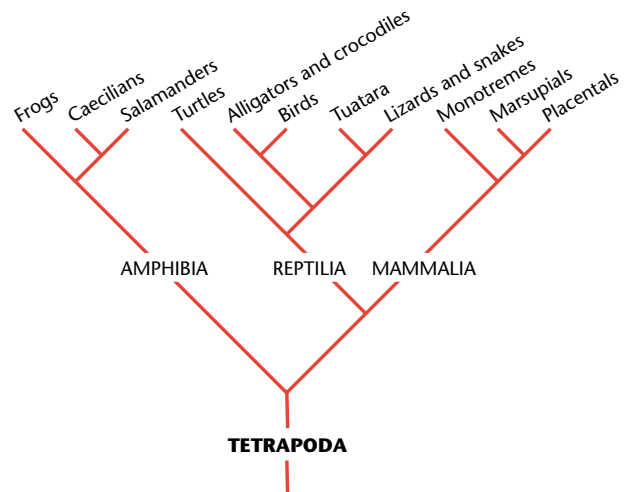 Frogs
Caecilians
Salamanders
Turtles
Alligators and crocodiles
Birds
Tuatara
Lizards and snakes
Monotremes
Marsupials
Placentals
AMPHIBIA
REPTILIA
MAMMALIA
TETRAPODA